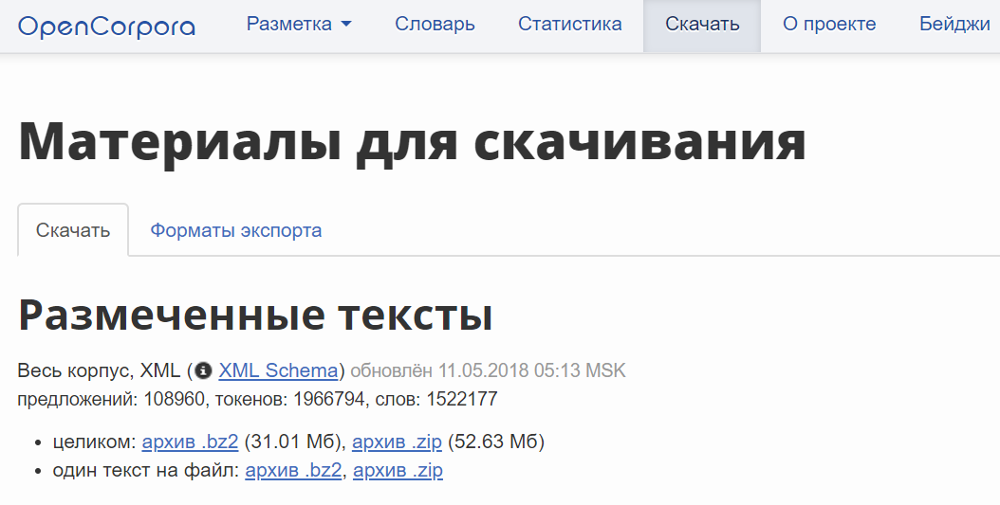 OpenCorpora Разметка Словарь Статистика Скачать О проекте Бейджи
Материалы для скачивания
Скачать Форматы экспорта
Размеченные тексты
Весь корпус, XML (XML Schema) обновлён 11.05.2018 05:13 MSK
предложений: 108960, токенов: 1966794, слов: 1522177
• целиком: архив .bz2 (31.01 Мб), архив .zip (52.63 Мб)
• один текст на файл: архив .bz2, архив .zip